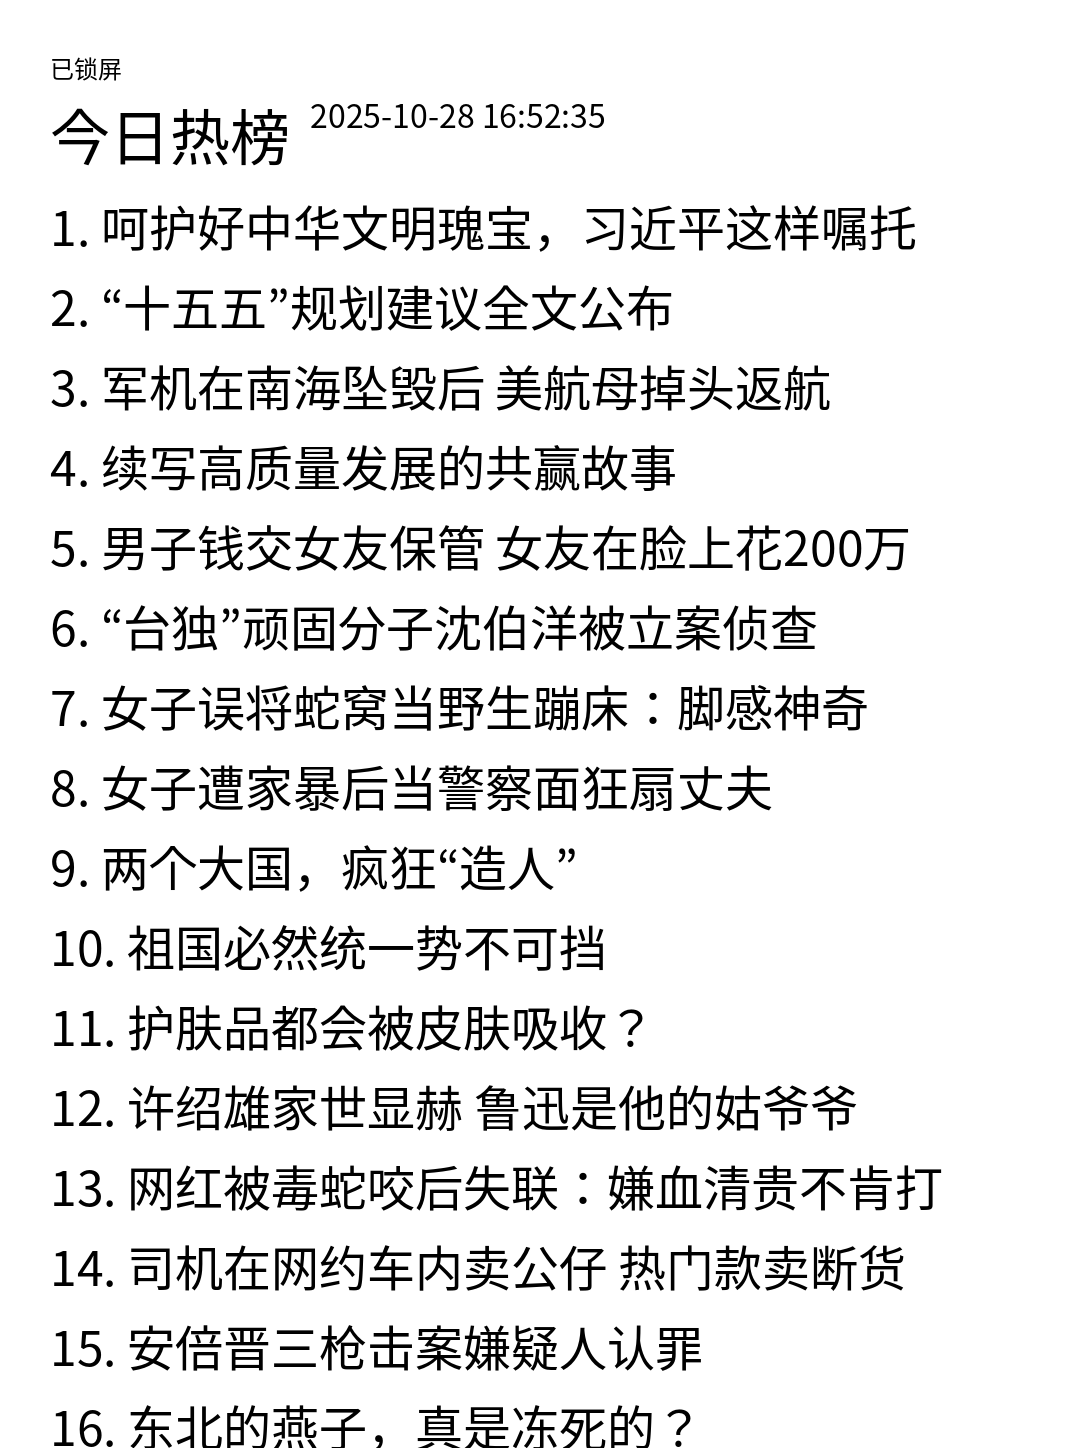 已锁屏
今日热榜 2025-10-28 16:52:35
1. 呵护好中华文明瑰宝，习近平这样嘱托
2. “十五五”规划建议全文公布
3. 军机在南海坠毁后 美航母掉头返航
4. 续写高质量发展的共赢故事
5. 男子钱交女友保管 女友在脸上花200万
6. “台独”顽固分子沈伯洋被立案侦查
7. 女子误将蛇窝当野生蹦床：脚感神奇
8. 女子遭家暴后当警察面狂扇丈夫
9. 两个大国，疯狂“造人”
10. 祖国必然统一势不可挡
11. 护肤品都会被皮肤吸收？
12. 许绍雄家世显赫 鲁迅是他的姑爷爷
13. 网红被毒蛇咬后失联：嫌血清贵不肯打
14. 司机在网约车内卖公仔 热门款卖断货
15. 安倍晋三枪击案嫌疑人认罪
16. 东北的燕子，真是冻死的？